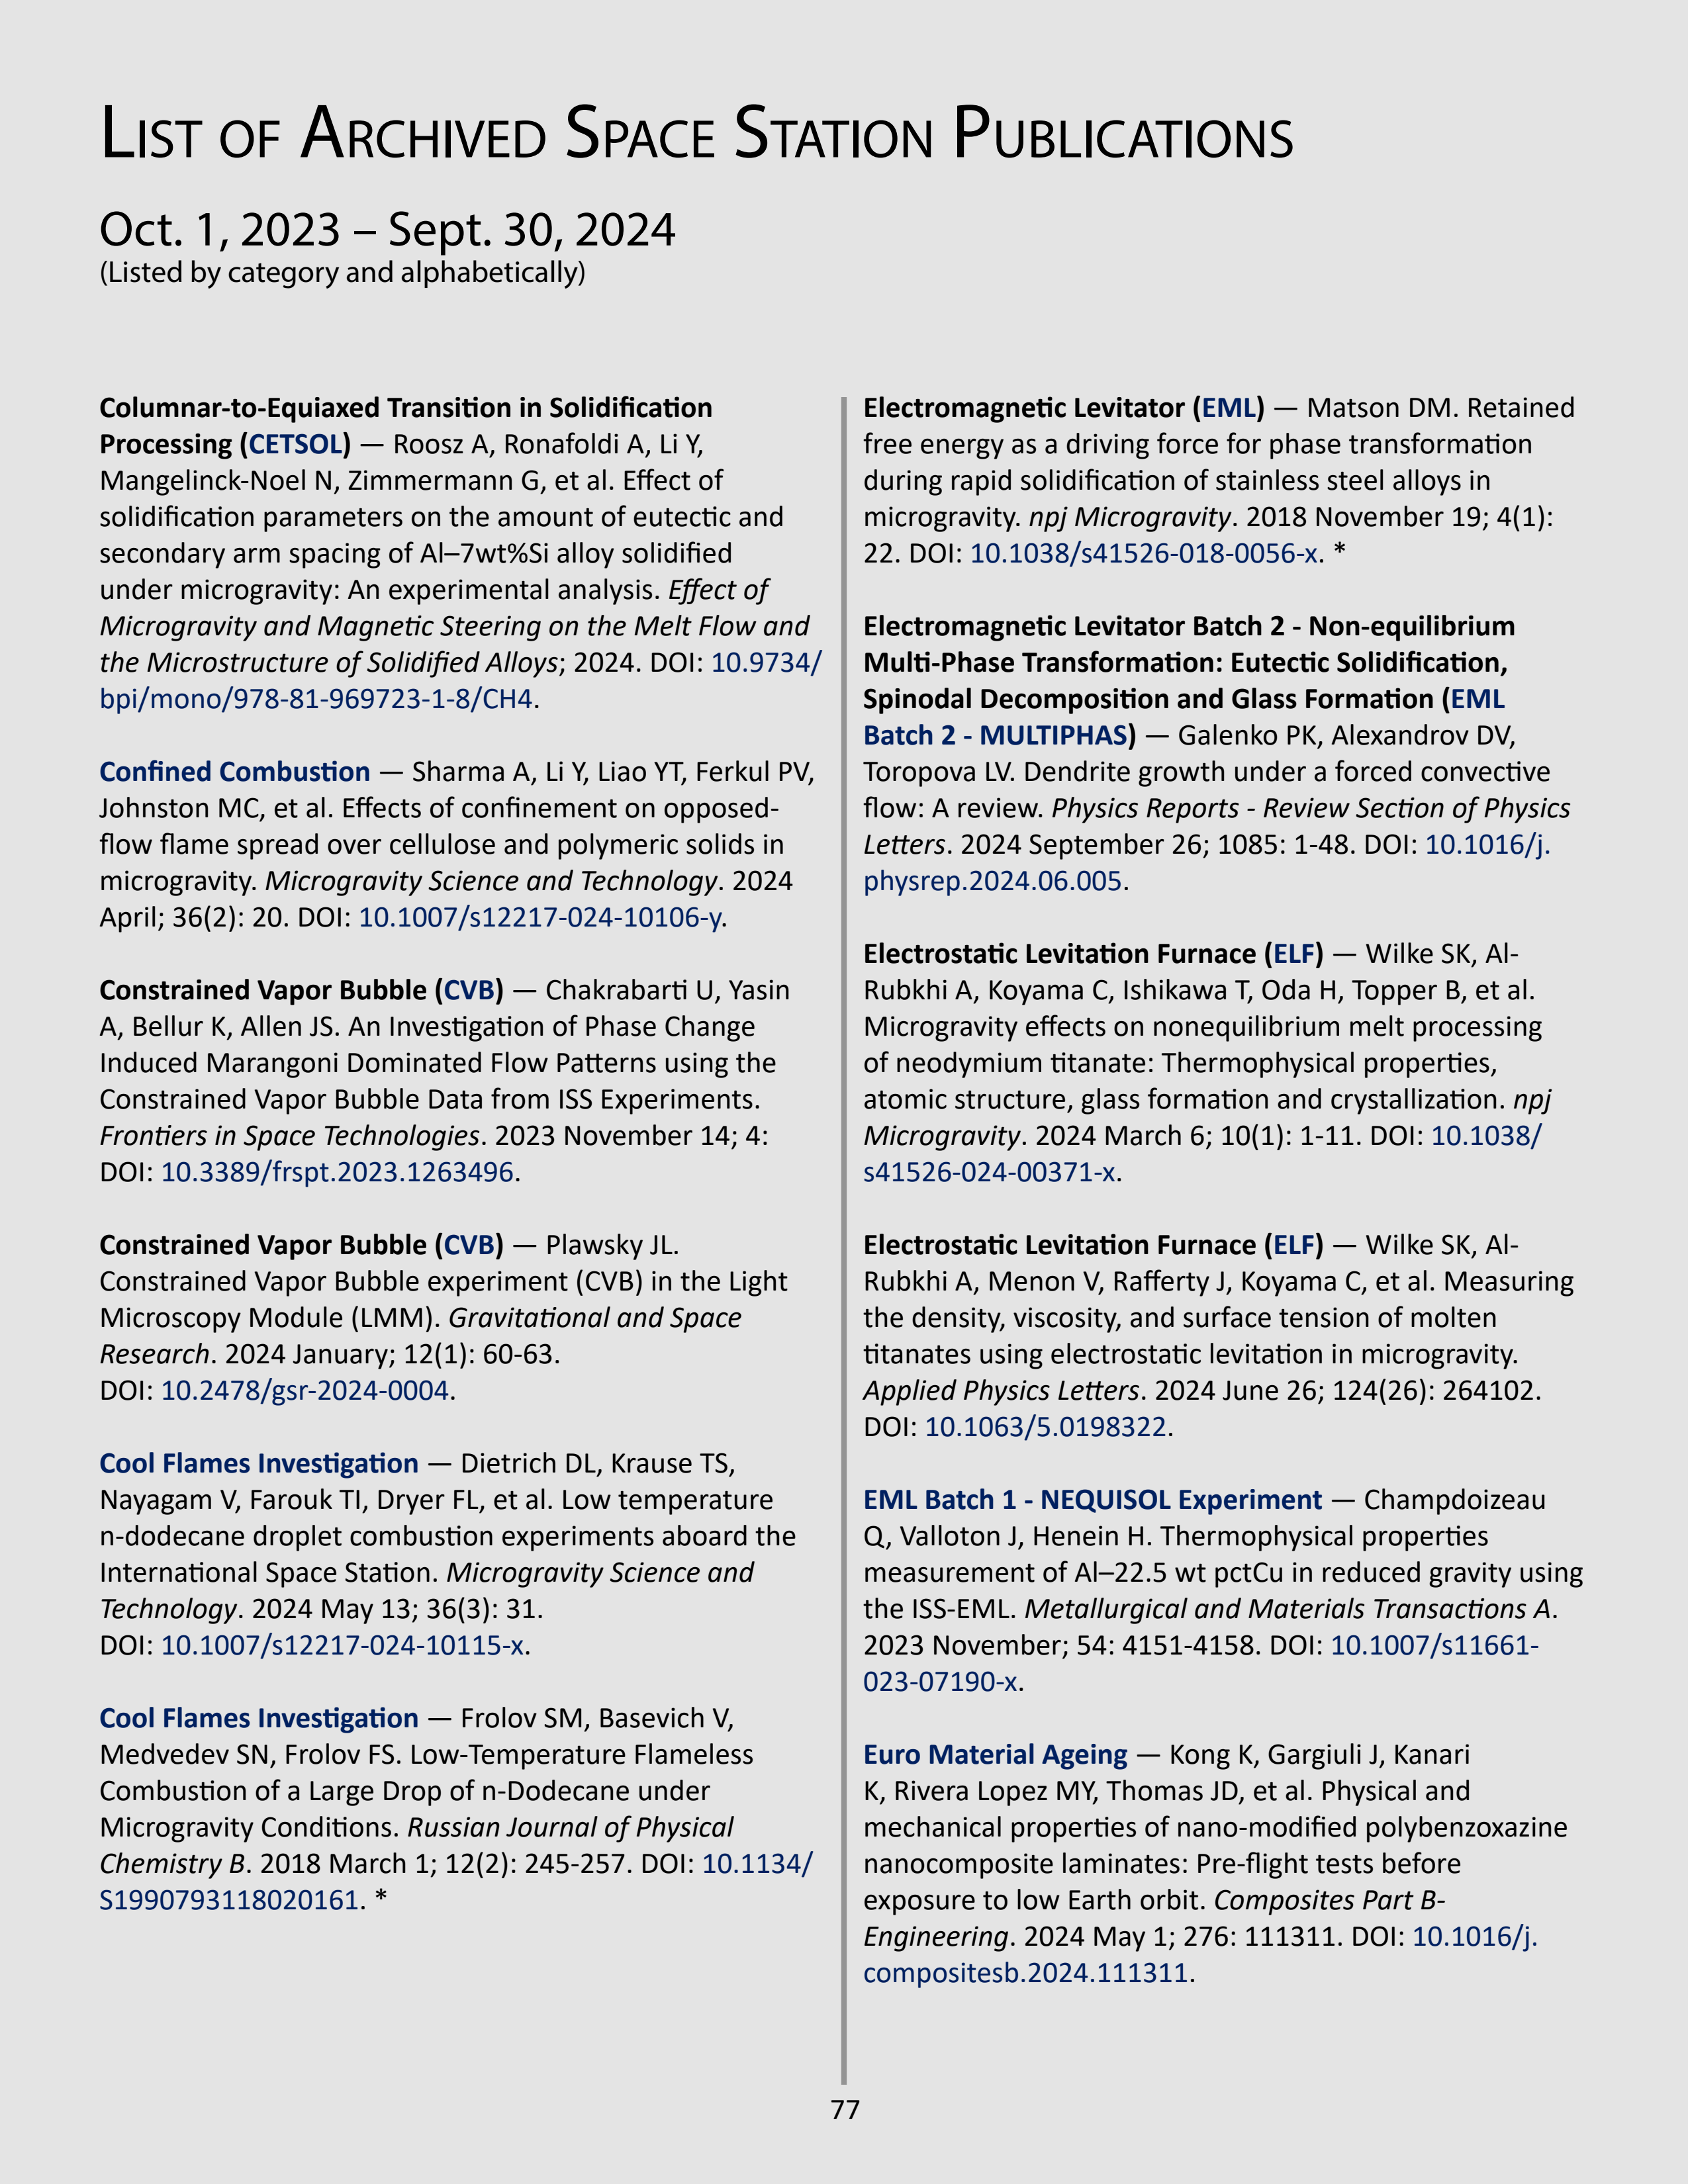 List of Archived Space Station Publications
Oct. 1, 2023 – Sept. 30, 2024
(Listed by category and alphabetically)
Columnar-to-Equiaxed Transition in Solidification
Processing (CETSOL) — Roosz A, Ronafoldi A, Li Y,
Mangelinck-Noel N, Zimmermann G, et al. Effect of
solidification parameters on the amount of eutectic and
secondary arm spacing of Al–7wt%Si alloy solidified
under microgravity: An experimental analysis. Effect of
Microgravity and Magnetic Steering on the Melt Flow and
the Microstructure of Solidified Alloys; 2024. DOI: 10.9734/
bpi/mono/978-81-969723-1-8/CH4.
Confined Combustion — Sharma A, Li Y, Liao YT, Ferkul PV,
Johnston MC, et al. Effects of confinement on opposed-
flow flame spread over cellulose and polymeric solids in
microgravity. Microgravity Science and Technology. 2024
April; 36(2): 20. DOI: 10.1007/s12217-024-10106-y.
Constrained Vapor Bubble (CVB) — Chakrabarti U, Yasin
A, Bellur K, Allen JS. An Investigation of Phase Change
Induced Marangoni Dominated Flow Patterns using the
Constrained Vapor Bubble Data from ISS Experiments.
Frontiers in Space Technologies. 2023 November 14; 4:
DOI: 10.3389/frspt.2023.1263496.
Constrained Vapor Bubble (CVB) — Plawsky JL.
Constrained Vapor Bubble experiment (CVB) in the Light
Microscopy Module (LMM). Gravitational and Space
Research. 2024 January; 12(1): 60-63.
DOI: 10.2478/gsr-2024-0004.
Cool Flames Investigation — Dietrich DL, Krause TS,
Nayagam V, Farouk TI, Dryer FL, et al. Low temperature
n-dodecane droplet combustion experiments aboard the
International Space Station. Microgravity Science and
Technology. 2024 May 13; 36(3): 31.
DOI: 10.1007/s12217-024-10115-x.
Cool Flames Investigation — Frolov SM, Basevich V,
Medvedev SN, Frolov FS. Low-Temperature Flameless
Combustion of a Large Drop of n-Dodecane under
Microgravity Conditions. Russian Journal of Physical
Chemistry B. 2018 March 1; 12(2): 245-257. DOI: 10.1134/
S1990793118020161. *
Electromagnetic Levitator (EML) — Matson DM. Retained
free energy as a driving force for phase transformation
during rapid solidification of stainless steel alloys in
microgravity. npj Microgravity. 2018 November 19; 4(1):
22. DOI: 10.1038/s41526-018-0056-x. *
Electromagnetic Levitator Batch 2 - Non-equilibrium
Multi-Phase Transformation: Eutectic Solidification,
Spinodal Decomposition and Glass Formation (EML
Batch 2 - MULTIPHAS) — Galenko PK, Alexandrov DV,
Toropova LV. Dendrite growth under a forced convective
flow: A review. Physics Reports - Review Section of Physics
Letters. 2024 September 26; 1085: 1-48. DOI: 10.1016/j.
physrep.2024.06.005.
Electrostatic Levitation Furnace (ELF) — Wilke SK, Al-
Rubkhi A, Koyama C, Ishikawa T, Oda H, Topper B, et al.
Microgravity effects on nonequilibrium melt processing
of neodymium titanate: Thermophysical properties,
atomic structure, glass formation and crystallization. npj
Microgravity. 2024 March 6; 10(1): 1-11. DOI: 10.1038/
s41526-024-00371-x.
Electrostatic Levitation Furnace (ELF) — Wilke SK, Al-
Rubkhi A, Menon V, Rafferty J, Koyama C, et al. Measuring
the density, viscosity, and surface tension of molten
titanates using electrostatic levitation in microgravity.
Applied Physics Letters. 2024 June 26; 124(26): 264102.
DOI: 10.1063/5.0198322.
EML Batch 1 - NEQUISOL Experiment — Champdoizeau
Q, Valloton J, Henein H. Thermophysical properties
measurement of Al–22.5 wt pctCu in reduced gravity using
the ISS-EML. Metallurgical and Materials Transactions A.
2023 November; 54: 4151-4158. DOI: 10.1007/s11661-
023-07190-x.
Euro Material Ageing — Kong K, Gargiuli J, Kanari
K, Rivera Lopez MY, Thomas JD, et al. Physical and
mechanical properties of nano-modified polybenzoxazine
nanocomposite laminates: Pre-flight tests before
exposure to low Earth orbit. Composites Part B-
Engineering. 2024 May 1; 276: 111311. DOI: 10.1016/j.
compositesb.2024.111311.
77